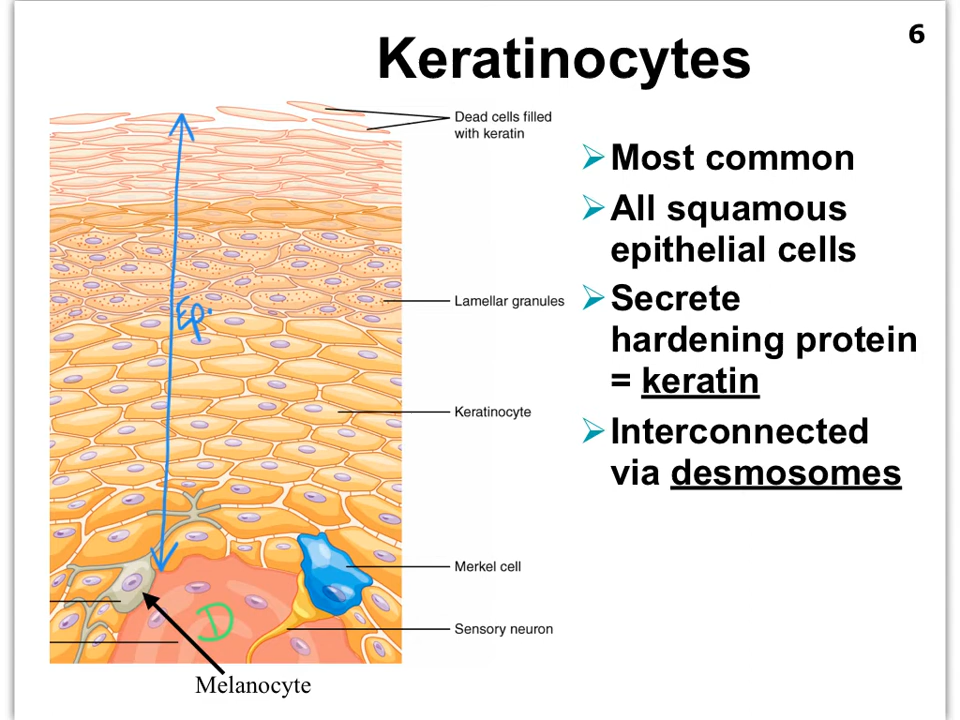 6
Keratinocytes
Dead cells filled
with keratin
Most common
All squamous
epithelial cells
Lamellar granules
Secrete
hardening protein
= keratin
Ep.
Keratinocyte
Interconnected
via desmosomes
Merkel cell
D
Sensory neuron
Melanocyte